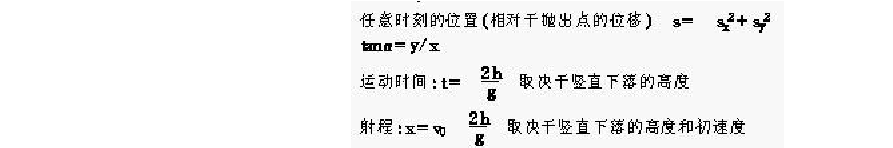 任意时刻的位置(相对于抛出点的位移) s= sx²+sy²
tanα=y/x
运动时间:t= 2h/g 取决于竖直下落的高度
射程:x=v0 2h/g 取决于竖直下落的高度和初速度